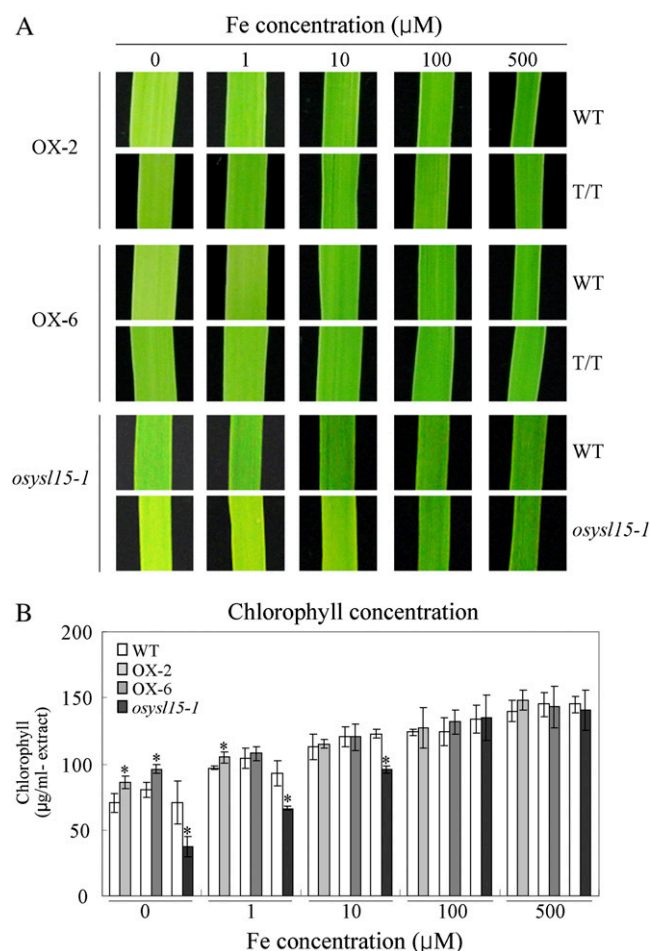 A
Fe concentration (μM)
0 1 10 100 500
OX-2
WT
T/T
OX-6
WT
T/T
osysl15-1
WT
osysl15-1
B
Chlorophyll concentration
200
150
100
50
0
Chlorophyll
(μg/ml- extract)
WT
OX-2
OX-6
osysl15-1
* * * * * *
0 1 10 100 500
Fe concentration (μM)